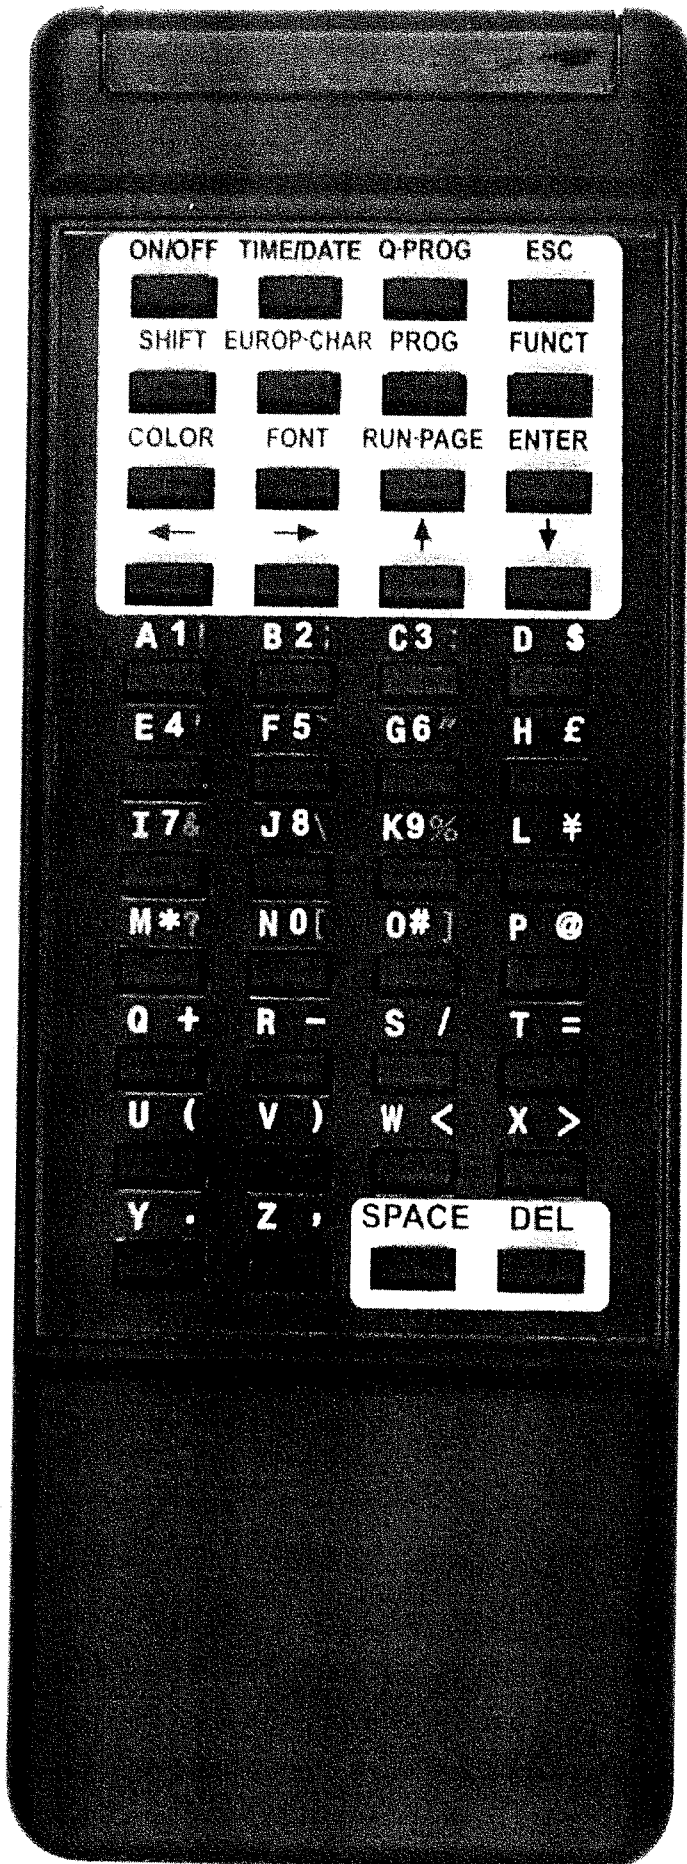 ON/OFF TIME/DATE Q-PROG ESC
SHIFT EUROP-CHAR PROG FUNCT
COLOR FONT RUN-PAGE ENTER
← → ↑ ↓
A 1 ! B 2 ; C 3 : D $
E 4 ' F 5 ` G 6 " H £
I 7 & J 8 \ K 9 % L ¥
M * ? N 0 [ O # ] P @
Q + R - S / T =
U ( V ) W < X >
Y . Z , SPACE DEL